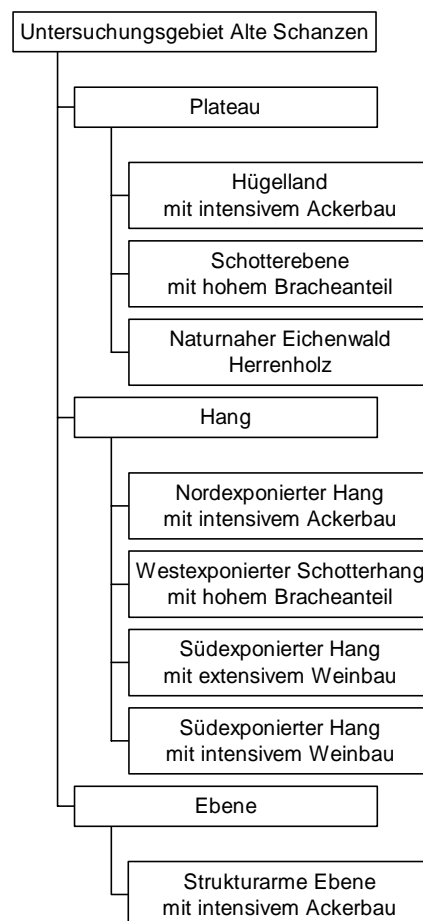 Untersuchungsgebiet Alte Schanzen
Plateau
Hügelland
mit intensivem Ackerbau
Schotterebene
mit hohem Bracheanteil
Naturnaher Eichenwald
Herrenholz
Hang
Nordexponierter Hang
mit intensivem Ackerbau
Westexponierter Schotterhang
mit hohem Bracheanteil
Südexponierter Hang
mit extensivem Weinbau
Südexponierter Hang
mit intensivem Weinbau
Ebene
Strukturarme Ebene
mit intensivem Ackerbau